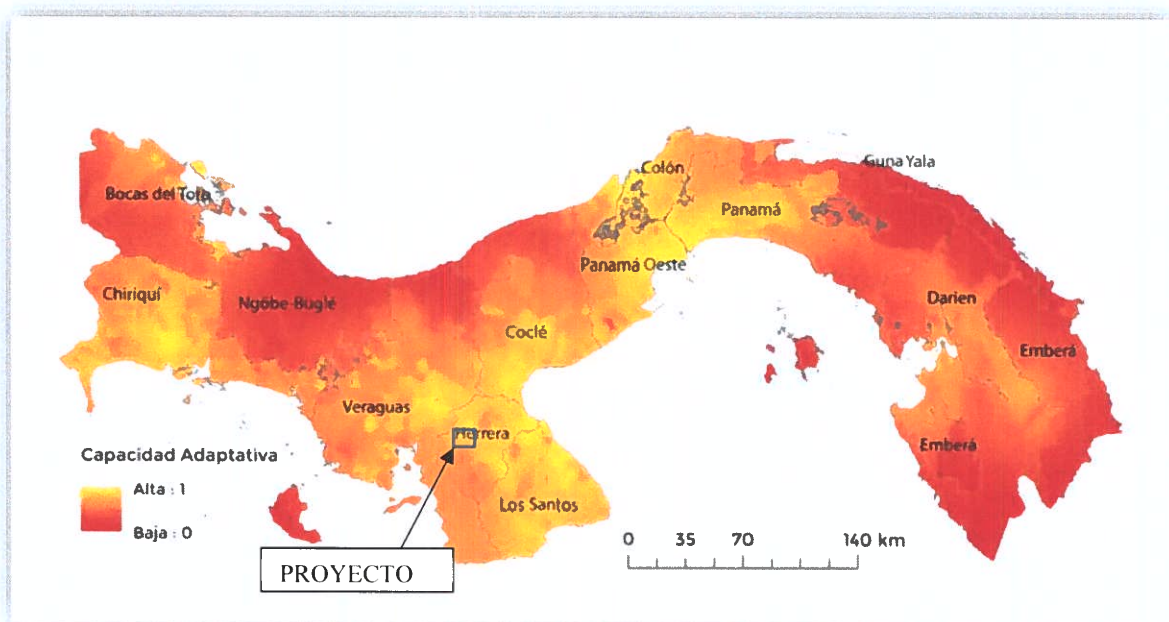 Guna Yala
Colón
Bocas del Toro
Panamá
Panamá Oeste
Chiriquí
Ngöbe-Buglé
Darien
Coclé
Emberá
Veraguas
Herrera
Emberá
Capacidad Adaptativa
Alta : 1
Baja : 0
Los Santos
0 35 70 140 km
PROYECTO